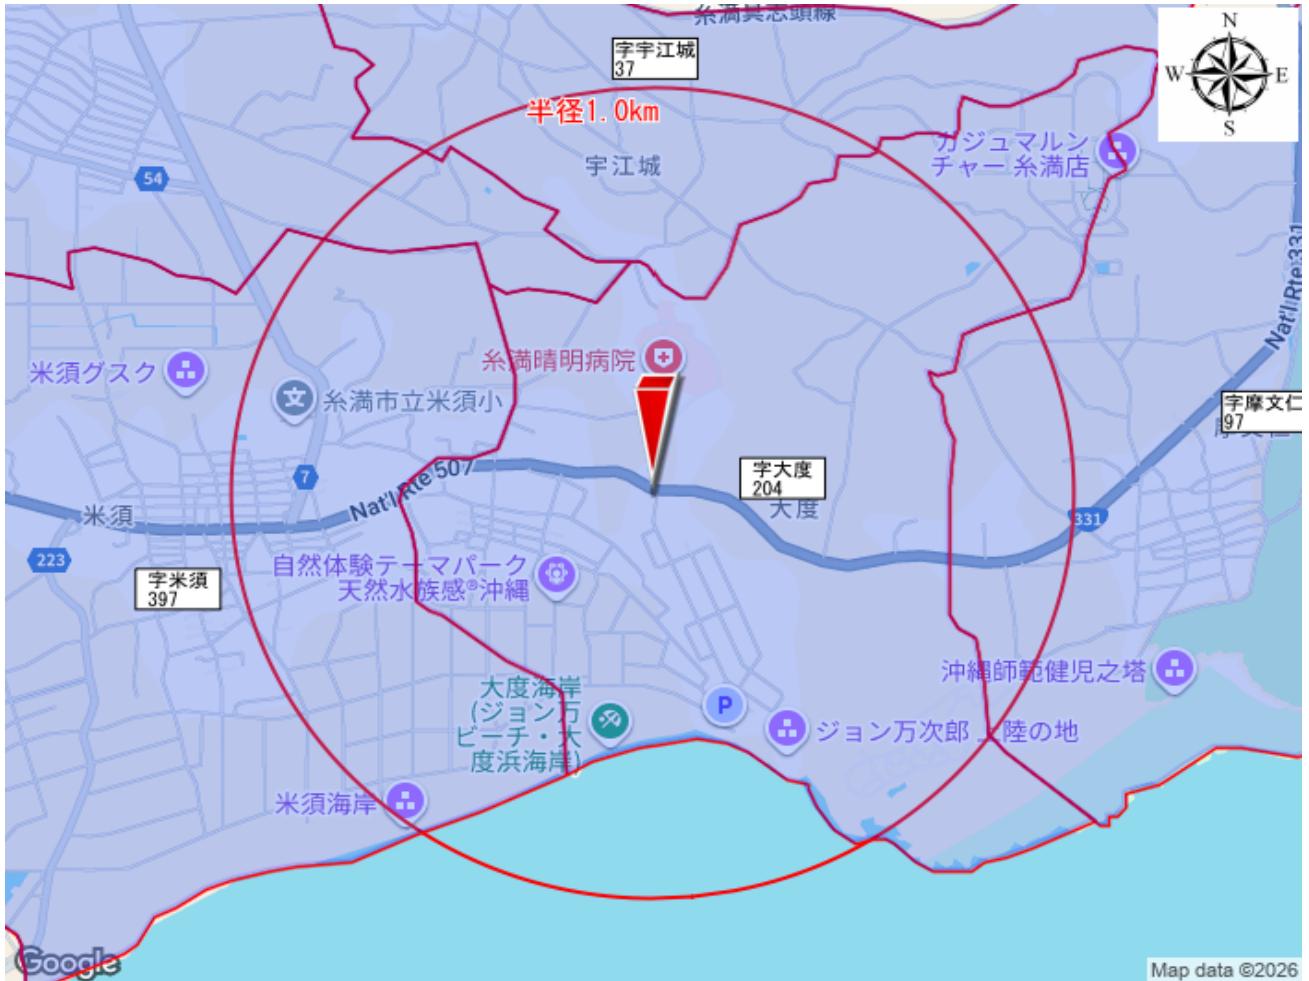 糸満具志頭線
字宇江城
37
N
W
E
S
半径1.0km
宇江城
ガジュマルン
チャー 糸満店
54
Nat'l Rte 331
糸満晴明病院
米須グスク
糸満市立米須小
字摩文仁
97
字大度
204
大度
7
Nat'l Rte 507
米須
331
223
自然体験テーマパーク
天然水族感®沖縄
字米須
397
沖縄師範健児之塔
大度海岸
(ジョン万
ビーチ・大
度浜海岸)
P
ジョン万次郎上陸の地
米須海岸
Google
Map data ©2026